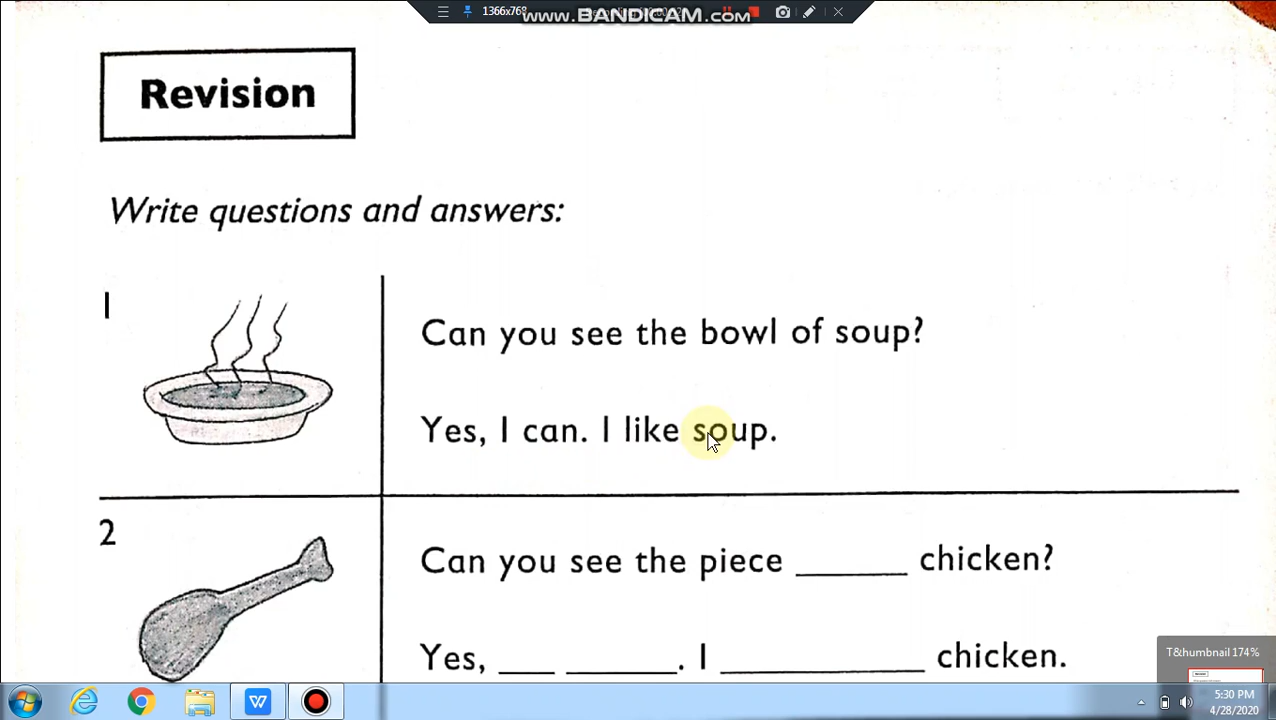 1366x768
www.BANDICAM.com
Revision
Write questions and answers:
1
Can you see the bowl of soup?
Yes, I can. I like soup.
2
Can you see the piece ______ chicken?
Yes, ___ ______. I ___________ chicken.
T&humbnail 174%
5:30 PM
4/28/2020